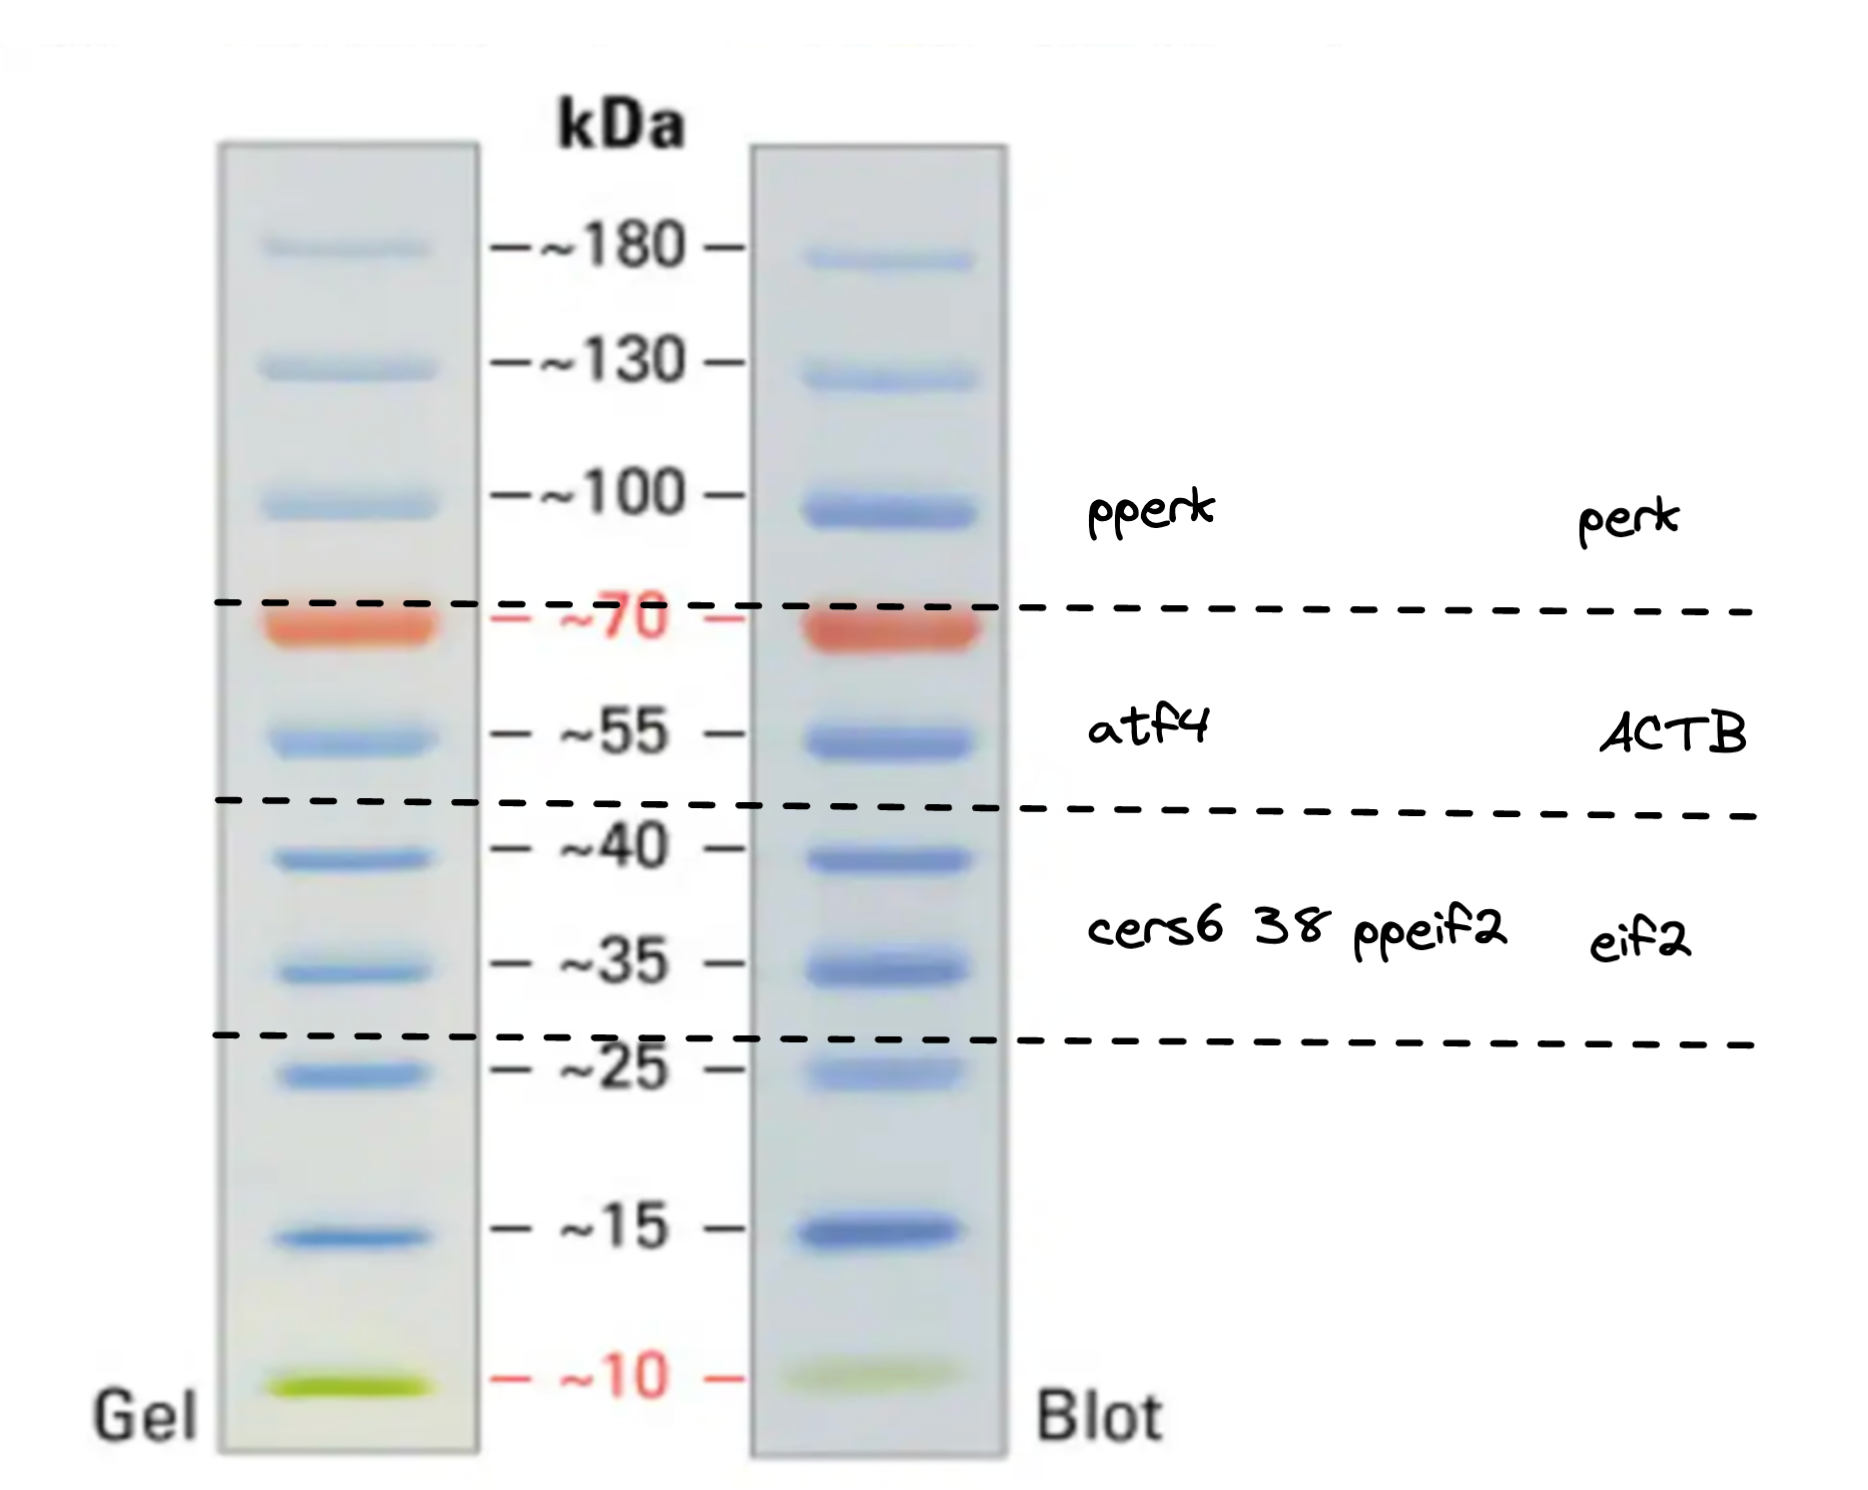 kDa
~180
~130
~100
pperk perk
~70
atf4 ACTB
~55
~40
cers6 38 ppeif2 eif2
~35
~25
~15
~10
Gel Blot